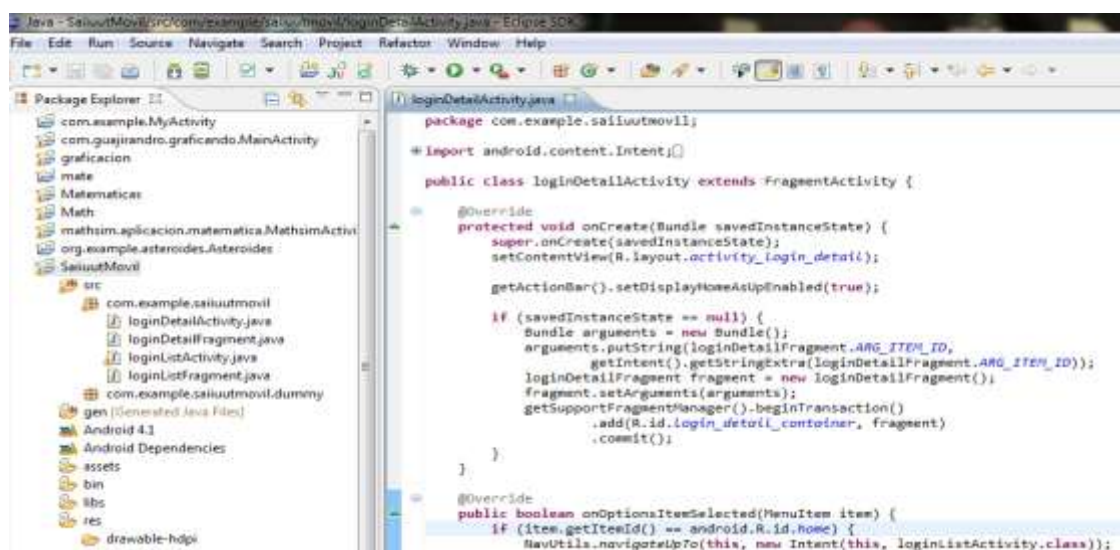 Java - SaiiuutMovil/src/com/example/saiiuutmovil/loginDetailActivity.java - Eclipse SDK
File Edit Run Source Navigate Search Project Refactor Window Help
Package Explorer
com.example.MyActivity
com.guajirandro.graficando.MainActivity
graficacion
mate
Matematicas
Math
mathsim.aplicacion.matematica.MathsimActivi
org.example.asteroides.Asteroides
SaiiuutMovil
src
com.example.saiiuutmovil
loginDetailActivity.java
loginDetailFragment.java
loginListActivity.java
loginListFragment.java
com.example.saiiuutmovil.dummy
gen [Generated Java Files]
Android 4.1
Android Dependencies
assets
bin
libs
res
drawable-hdpi
loginDetailActivity.java
package com.example.saiiuutmovil;
import android.content.Intent;
public class loginDetailActivity extends FragmentActivity {
@Override
protected void onCreate(Bundle savedInstanceState) {
super.onCreate(savedInstanceState);
setContentView(R.layout.activity_login_detail);
getActionBar().setDisplayHomeAsUpEnabled(true);
if (savedInstanceState == null) {
Bundle arguments = new Bundle();
arguments.putString(loginDetailFragment.ARG_ITEM_ID,
getIntent().getStringExtra(loginDetailFragment.ARG_ITEM_ID));
loginDetailFragment fragment = new loginDetailFragment();
fragment.setArguments(arguments);
getSupportFragmentManager().beginTransaction()
.add(R.id.login_detail_container, fragment)
.commit();
}
}
@Override
public boolean onOptionsItemSelected(MenuItem item) {
if (item.getItemId() == android.R.id.home) {
NavUtils.navigateUpTo(this, new Intent(this, loginListActivity.class));